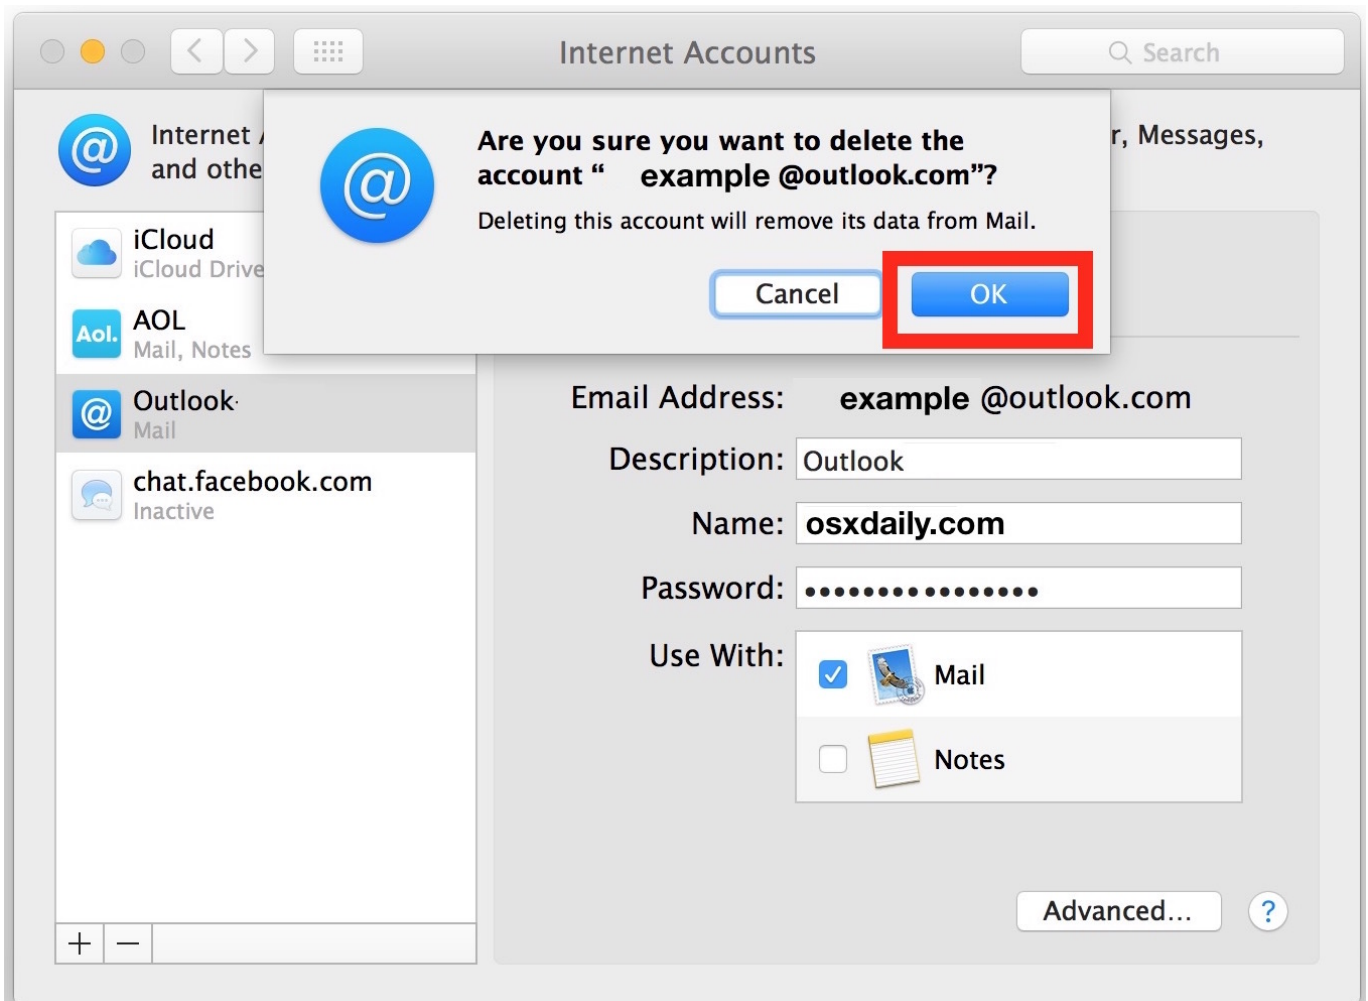 Internet Accounts
Search
Internet
and othe
r, Messages,
Are you sure you want to delete the
account “ example @outlook.com”?
Deleting this account will remove its data from Mail.
Cancel
OK
iCloud
iCloud Drive
Aol.
AOL
Mail, Notes
@
Outlook
Mail
chat.facebook.com
Inactive
Email Address: example @outlook.com
Description: Outlook
Name: osxdaily.com
Password: ••••••••••••••••
Use With:
Mail
Notes
Advanced...
?